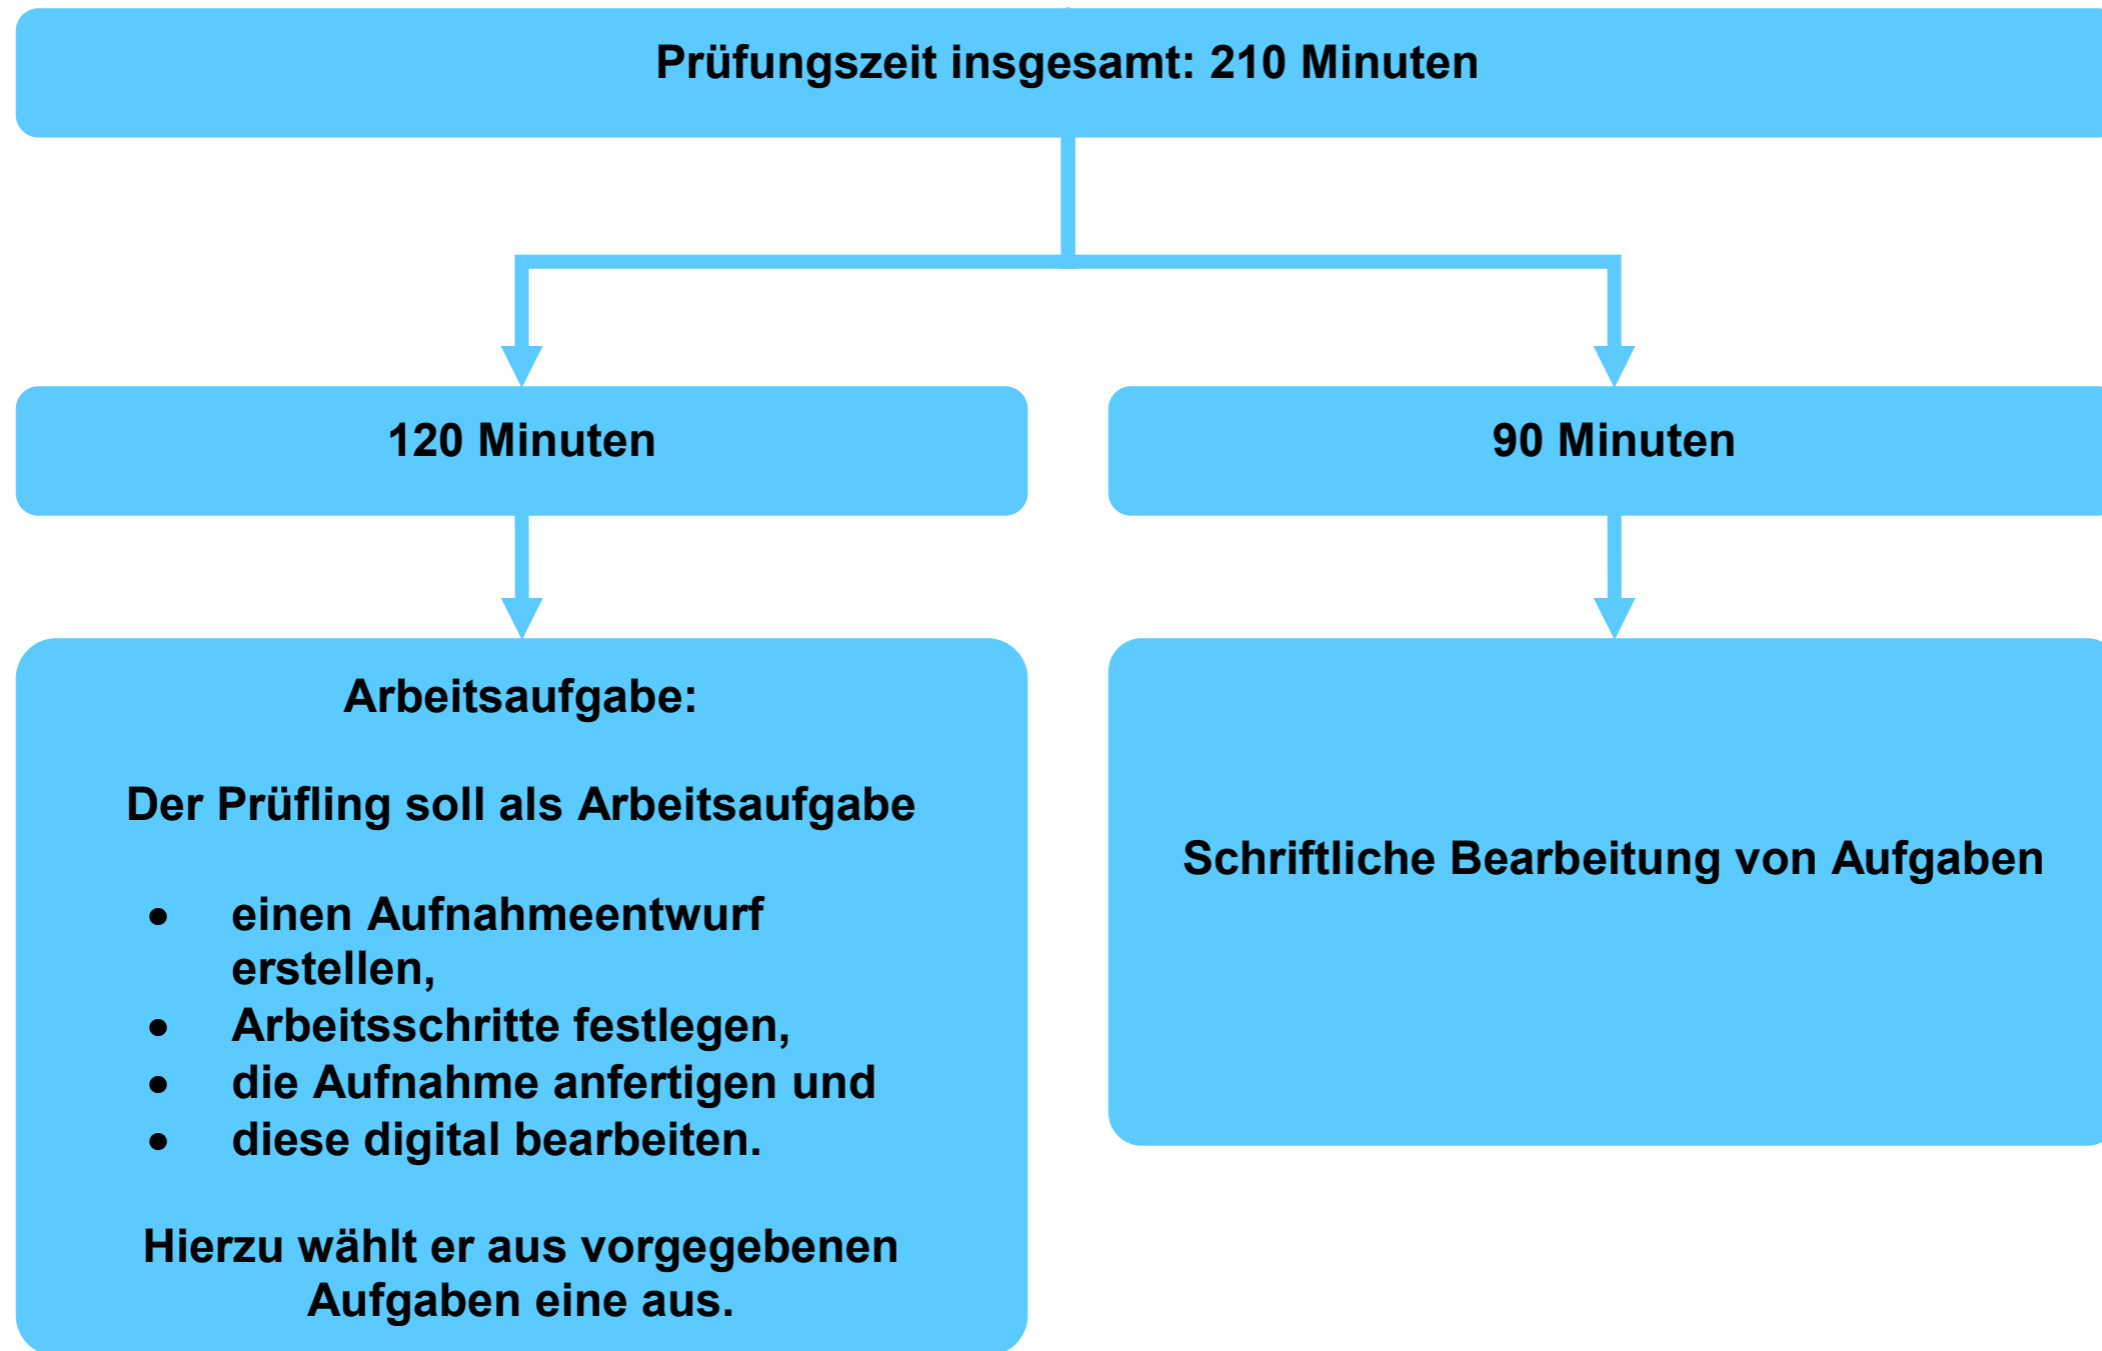 Prüfungszeit insgesamt: 210 Minuten
120 Minuten
90 Minuten
Arbeitsaufgabe:
Der Prüfling soll als Arbeitsaufgabe
• einen Aufnahmeentwurf
erstellen,
• Arbeitsschritte festlegen,
• die Aufnahme anfertigen und
• diese digital bearbeiten.
Hierzu wählt er aus vorgegebenen
Aufgaben eine aus.
Schriftliche Bearbeitung von Aufgaben